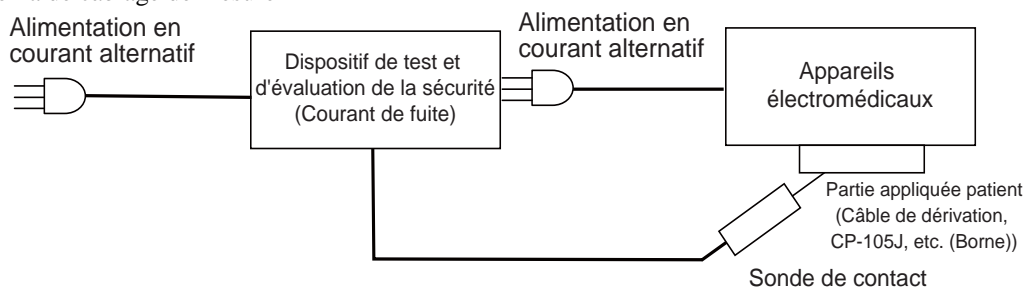 Alimentation en
courant alternatif
Dispositif de test et
d'évaluation de la sécurité
(Courant de fuite)
Alimentation en
courant alternatif
Appareils
électromédicaux
Partie appliquée patient
(Câble de dérivation,
CP-105J, etc. (Borne))
Sonde de contact